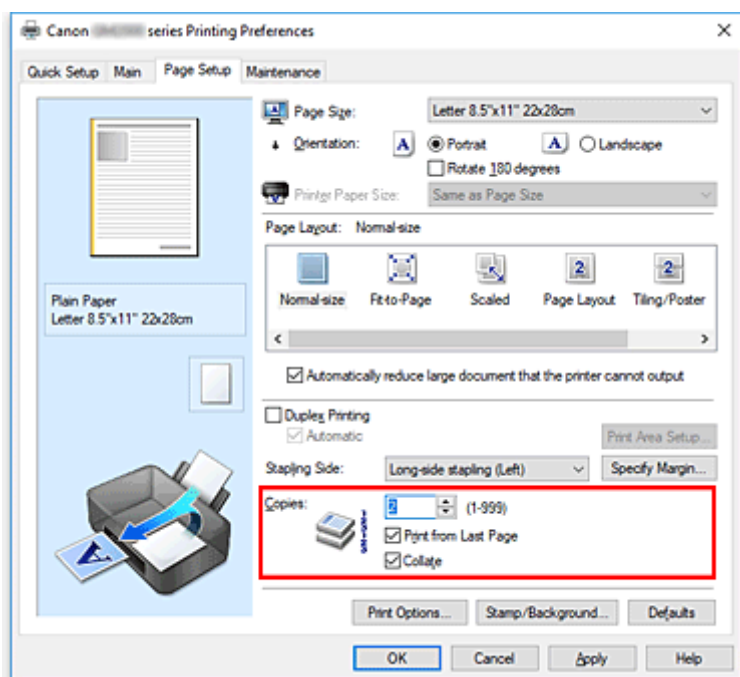 Canon series Printing Preferences
Quick Setup Main Page Setup Maintenance
Page Size: Letter 8.5"x11" 22x28cm
Orientation: A Portrait A Landscape
Rotate 180 degrees
Printer Paper Size: Same as Page Size
Page Layout: Normal-size
2 2
Normal-size Fit-to-Page Scaled Page Layout Tiling/Poster
Plain Paper
Letter 8.5"x11" 22x28cm
Automatically reduce large document that the printer cannot output
Duplex Printing
Automatic
Print Area Setup...
Stapling Side: Long-side stapling (Left) Specify Margin...
Copies: 2 (1-999)
Print from Last Page
Collate
A
Print Options... Stamp/Background... Defaults
OK Cancel Apply Help